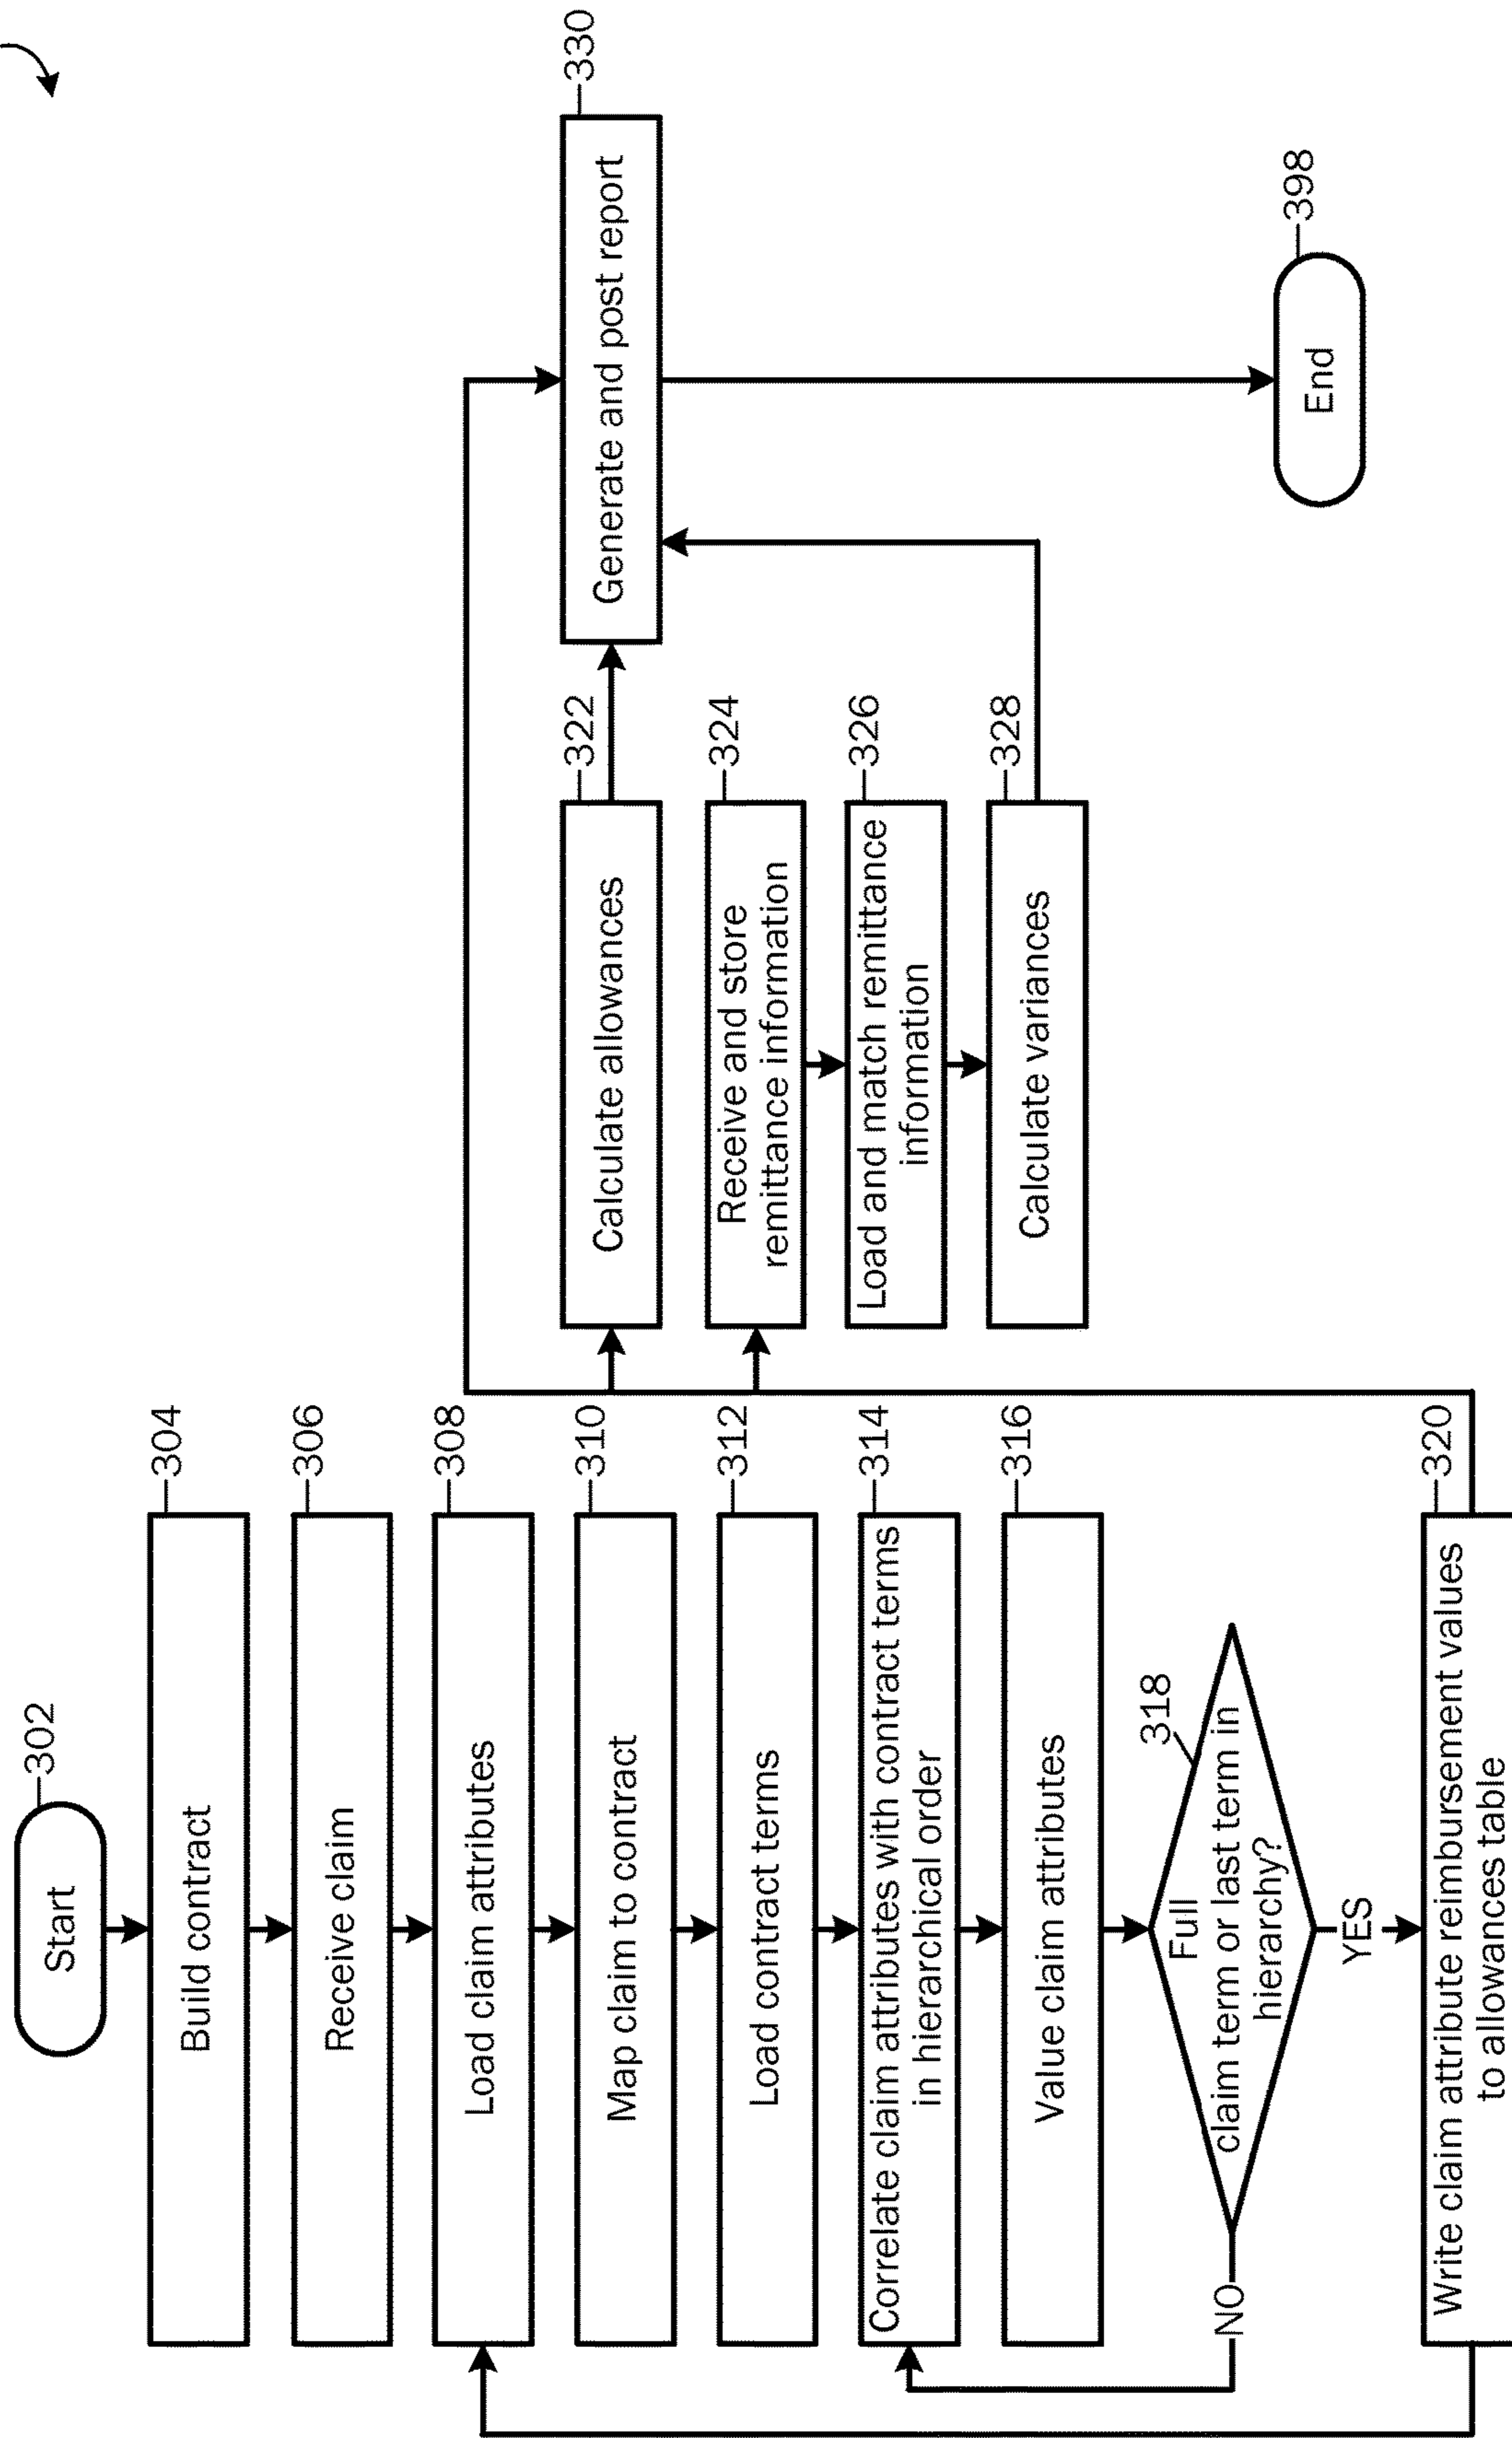 Start
302
Build contract
304
Receive claim
306
Load claim attributes
308
Map claim to contract
310
Load contract terms
312
Correlate claim attributes with contract terms
in hierarchical order
314
Value claim attributes
316
Full
claim term or last term in
hierarchy?
318
NO
YES
Write claim attribute reimbursement values
to allowances table
320
Calculate allowances
322
Receive and store
remittance information
324
Load and match remittance
information
326
Calculate variances
328
Generate and post report
330
End
398